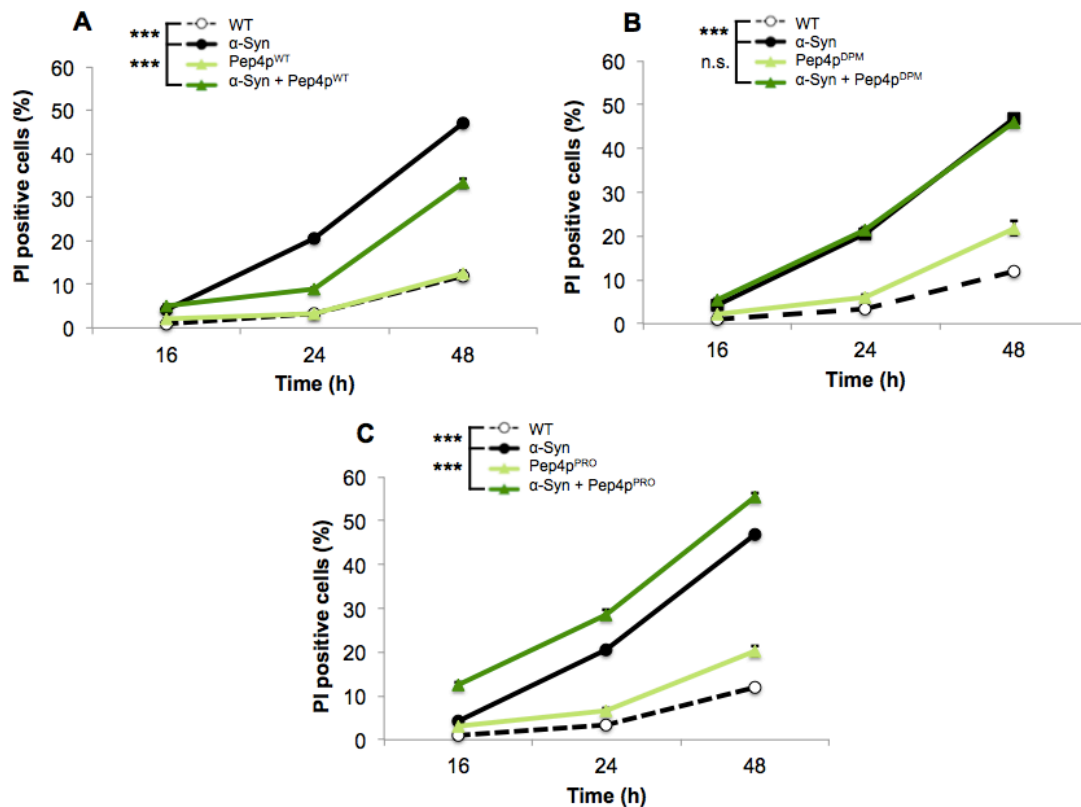 A
*** WT
α-Syn
*** Pep4pᵂᵀ
α-Syn + Pep4pᵂᵀ
PI positive cells (%)
60
50
40
30
20
10
0
16 24 48
Time (h)
B
*** WT
α-Syn
n.s. Pep4pᴰᴾᴹ
α-Syn + Pep4pᴰᴾᴹ
PI positive cells (%)
60
50
40
30
20
10
0
16 24 48
Time (h)
C
*** WT
α-Syn
*** Pep4pᴾᴿᴼ
α-Syn + Pep4pᴾᴿᴼ
PI positive cells (%)
60
50
40
30
20
10
0
16 24 48
Time (h)